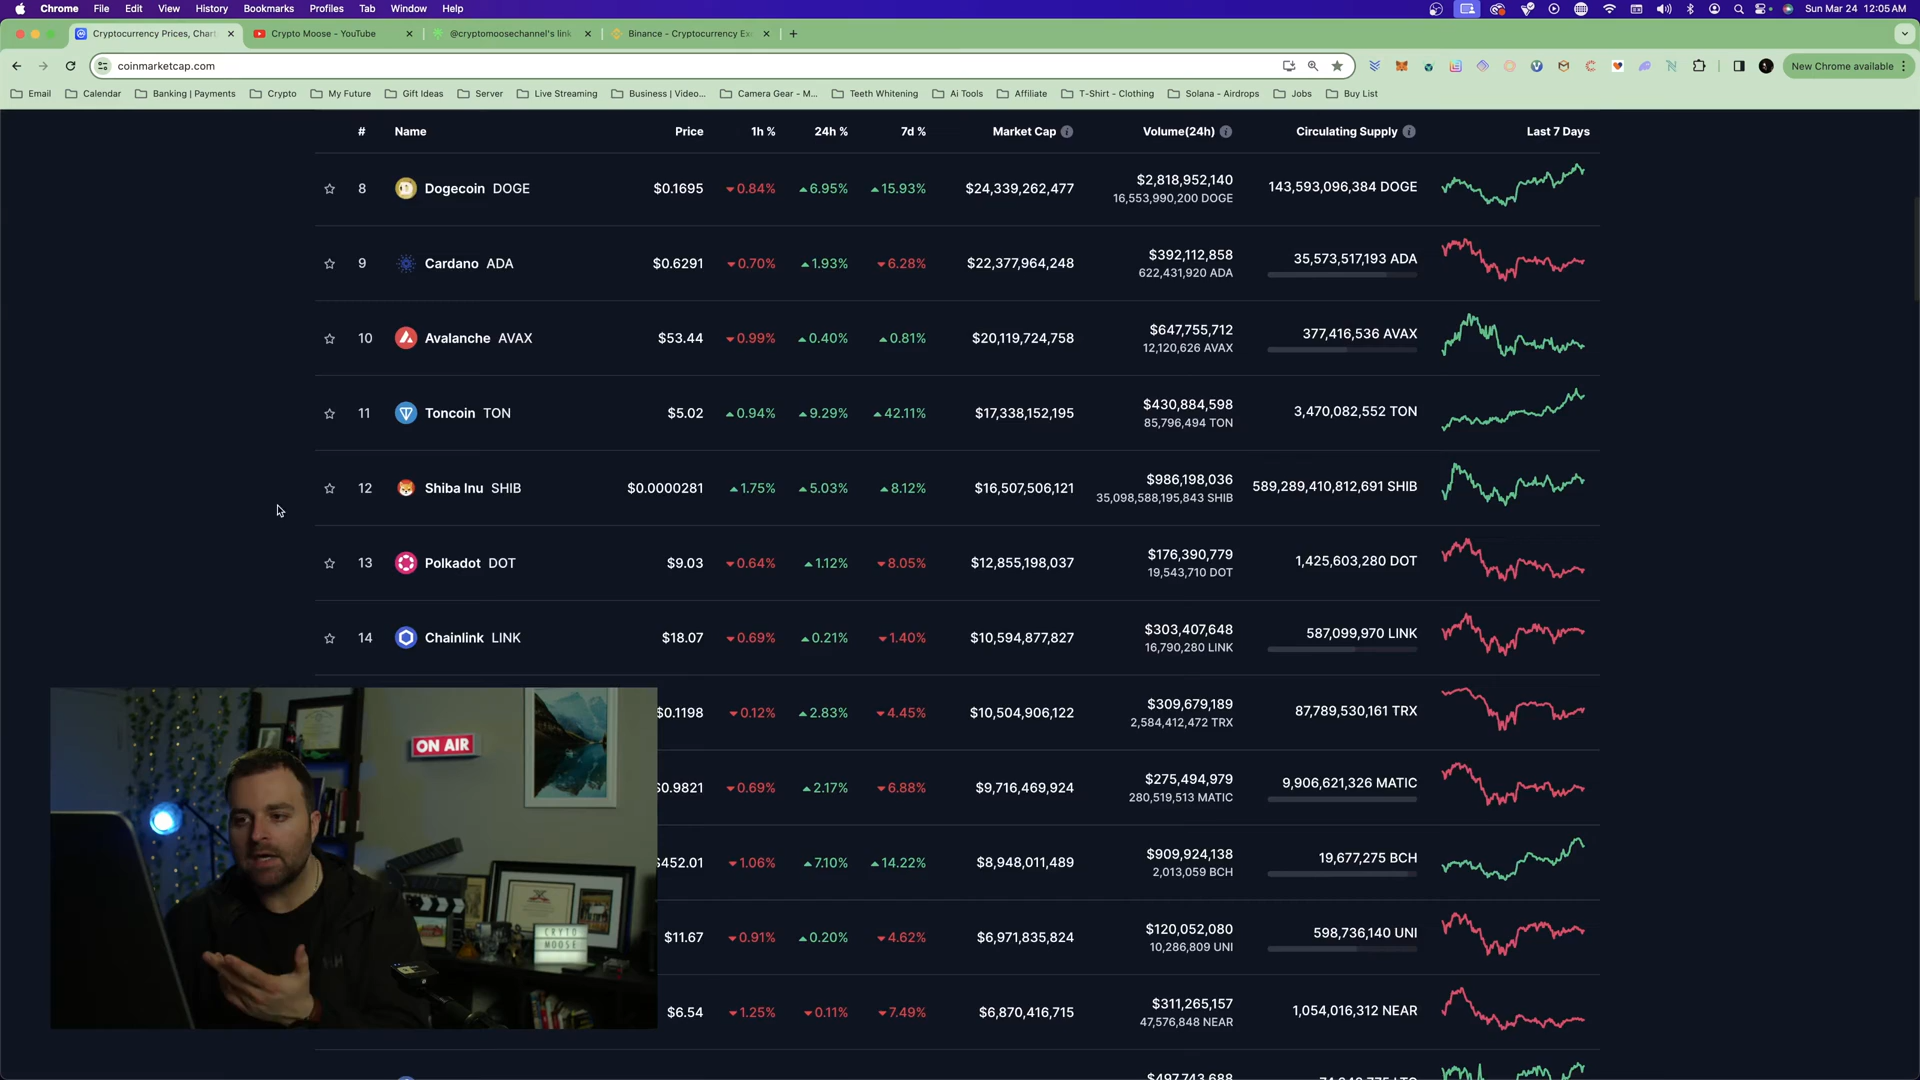 Chrome File Edit View History Bookmarks Profiles Tab Window Help Sun Mar 24 12:05 AM
Cryptocurrency Prices, Chart Crypto Moose - YouTube @cryptomoosechannel's link Binance - Cryptocurrency Ex
coinmarketcap.com New Chrome available
Email Calendar Banking | Payments Crypto My Future Gift Ideas Server Live Streaming Business | Video... Camera Gear - M... Teeth Whitening Ai Tools Affiliate T-Shirt - Clothing Solana - Airdrops Jobs Buy List
# Name Price 1h % 24h % 7d % Market Cap Volume(24h) Circulating Supply Last 7 Days
8 Dogecoin DOGE $0.1695 0.84% 6.95% 15.93% $24,339,262,477 $2,818,952,140 143,593,096,384 DOGE
16,553,990,200 DOGE
9 Cardano ADA $0.6291 0.70% 1.93% 6.28% $22,377,964,248 $392,112,858 35,573,517,193 ADA
622,431,920 ADA
10 Avalanche AVAX $53.44 0.99% 0.40% 0.81% $20,119,724,758 $647,755,712 377,416,536 AVAX
12,120,626 AVAX
11 Toncoin TON $5.02 0.94% 9.29% 42.11% $17,338,152,195 $430,884,598 3,470,082,552 TON
85,796,494 TON
12 Shiba Inu SHIB $0.0000281 1.75% 5.03% 8.12% $16,507,506,121 $986,198,036 589,289,410,812,691 SHIB
35,098,588,195,843 SHIB
13 Polkadot DOT $9.03 0.64% 1.12% 8.05% $12,855,198,037 $176,390,779 1,425,603,280 DOT
19,543,710 DOT
14 Chainlink LINK $18.07 0.69% 0.21% 1.40% $10,594,877,827 $303,407,648 587,099,970 LINK
16,790,280 LINK
$0.1198 0.12% 2.83% 4.45% $10,504,906,122 $309,679,189 87,789,530,161 TRX
2,584,412,472 TRX
$0.9821 0.69% 2.17% 6.88% $9,716,469,924 $275,494,979 9,906,621,326 MATIC
280,519,513 MATIC
$452.01 1.06% 7.10% 14.22% $8,948,011,489 $909,924,138 19,677,275 BCH
2,013,059 BCH
$11.67 0.91% 0.20% 4.62% $6,971,835,824 $120,052,080 598,736,140 UNI
10,286,809 UNI
$6.54 1.25% 0.11% 7.49% $6,870,416,715 $311,265,157 1,054,016,312 NEAR
47,576,848 NEAR
ON AIR
CRYTO
MOOSE